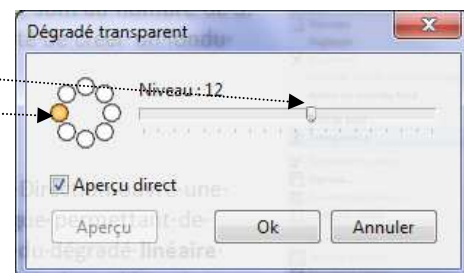 Dégradé transparent
Niveau : 12
Aperçu direct
Aperçu
Ok
Annuler